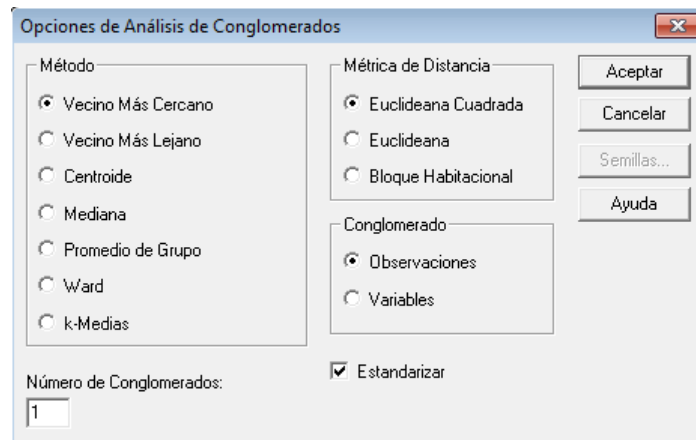 Opciones de Análisis de Conglomerados
Método
Vecino Más Cercano
Vecino Más Lejano
Centroide
Mediana
Promedio de Grupo
Ward
k-Medias
Número de Conglomerados:
1
Métrica de Distancia
Euclideana Cuadrada
Euclideana
Bloque Habitacional
Conglomerado
Observaciones
Variables
Estandarizar
Aceptar
Cancelar
Semillas...
Ayuda